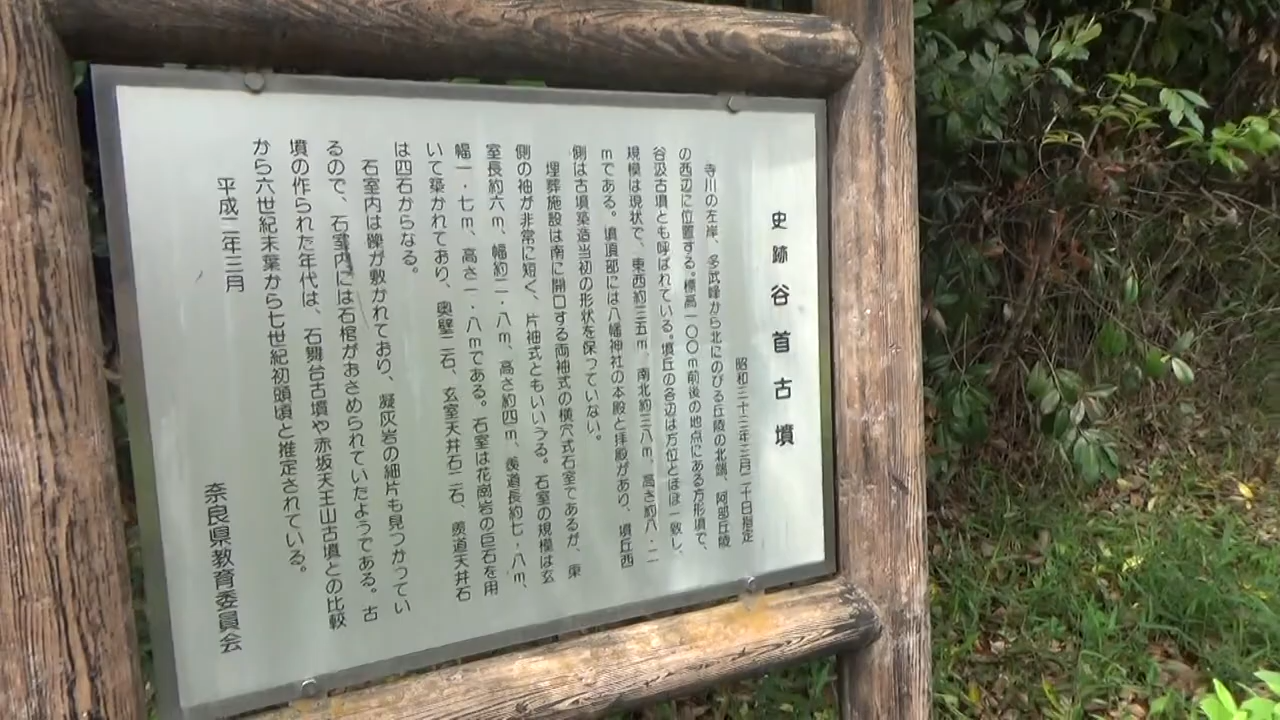 史跡谷首古墳
昭和三十三年三月二十日指定
寺川の左岸、多武峰から北にのびる丘陵の北端、阿部丘陵
の西辺に位置する。標高一〇〇m前後の地点にある方形墳で、
谷汲古墳とも呼ばれている。墳丘の各辺は方位とほぼ一致し、
規模は現状で、東西約三五m、南北約三八m、高さ約八・二
mである。墳頂部には八幡神社の本殿と拝殿があり、墳丘西
側は古墳築造当初の形状を保っていない。
埋葬施設は南に開口する両袖式の横穴式石室であるが、東
側の袖が非常に短く、片袖式ともいいうる。石室の規模は玄
室長約六m、幅約二・八m、高さ約四m、羨道長約七・八m、
幅一・七m、高さ一・八mである。石室は花崗岩の巨石を用
いて築かれており、奥壁二石、玄室天井石二石、羨道天井石
は四石からなる。
石室内は礫が敷かれており、凝灰岩の細片も見つかってい
るので、石室内には石棺がおさめられていたようである。古
墳の作られた年代は、石舞台古墳や赤坂天王山古墳との比較
から六世紀末葉から七世紀初頭頃と推定されている。
平成二年三月
奈良県教育委員会